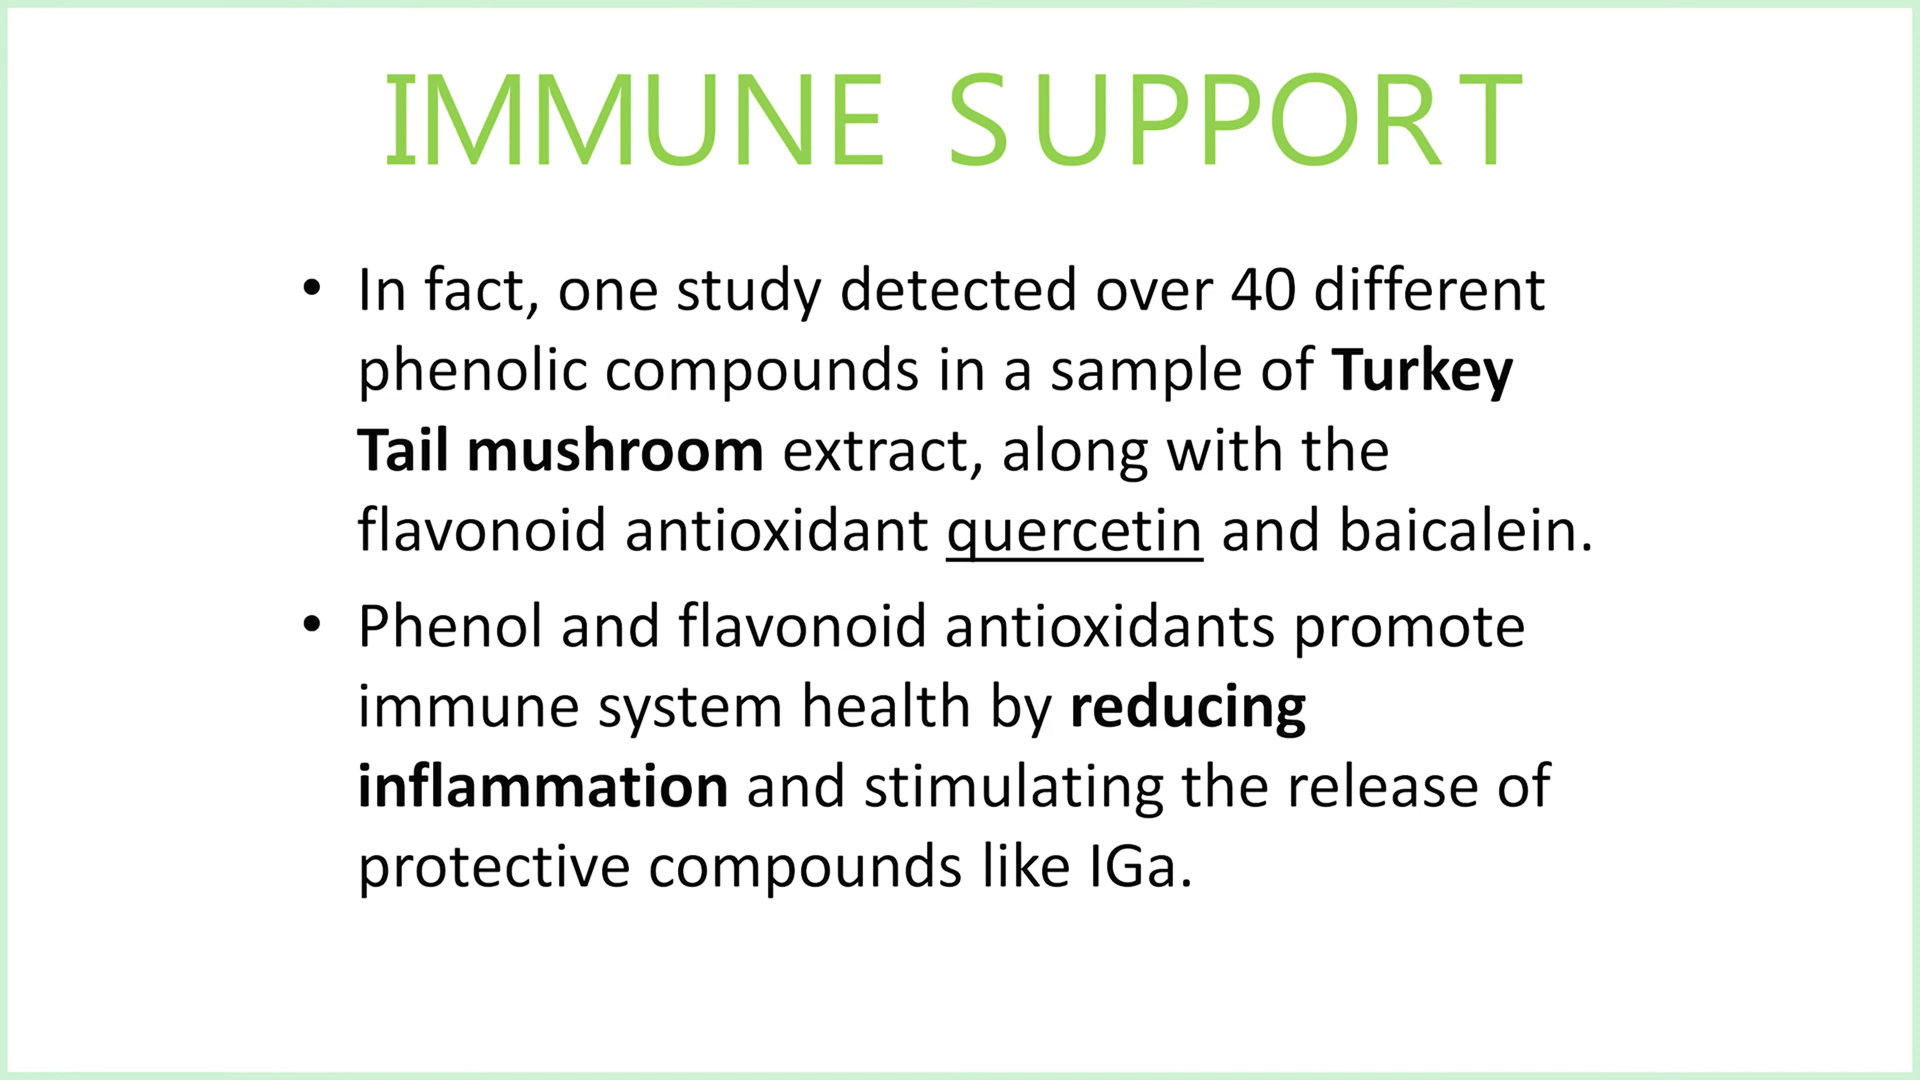 IMMUNE SUPPORT
• In fact, one study detected over 40 different
phenolic compounds in a sample of Turkey
Tail mushroom extract, along with the
flavonoid antioxidant quercetin and baicalein.
• Phenol and flavonoid antioxidants promote
immune system health by reducing
inflammation and stimulating the release of
protective compounds like IGa.